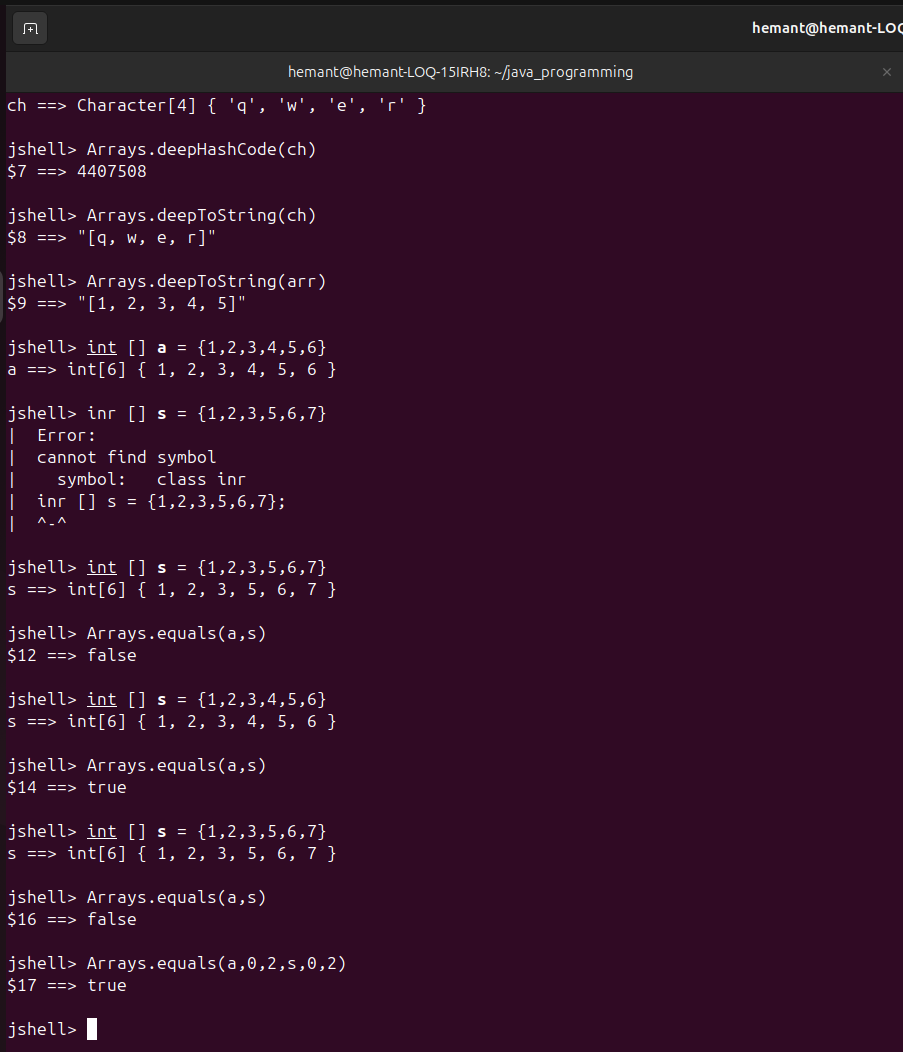 hemant@hemant-LOQ
hemant@hemant-LOQ-15IRH8: ~/java_programming
ch ==> Character[4] { 'q', 'w', 'e', 'r' }
jshell> Arrays.deepHashCode(ch)
$7 ==> 4407508
jshell> Arrays.deepToString(ch)
$8 ==> "[q, w, e, r]"
jshell> Arrays.deepToString(arr)
$9 ==> "[1, 2, 3, 4, 5]"
jshell> int [] a = {1,2,3,4,5,6}
a ==> int[6] { 1, 2, 3, 4, 5, 6 }
jshell> inr [] s = {1,2,3,5,6,7}
|  Error:
|  cannot find symbol
|    symbol:   class inr
|  inr [] s = {1,2,3,5,6,7};
|  ^-^
jshell> int [] s = {1,2,3,5,6,7}
s ==> int[6] { 1, 2, 3, 5, 6, 7 }
jshell> Arrays.equals(a,s)
$12 ==> false
jshell> int [] s = {1,2,3,4,5,6}
s ==> int[6] { 1, 2, 3, 4, 5, 6 }
jshell> Arrays.equals(a,s)
$14 ==> true
jshell> int [] s = {1,2,3,5,6,7}
s ==> int[6] { 1, 2, 3, 5, 6, 7 }
jshell> Arrays.equals(a,s)
$16 ==> false
jshell> Arrays.equals(a,0,2,s,0,2)
$17 ==> true
jshell>